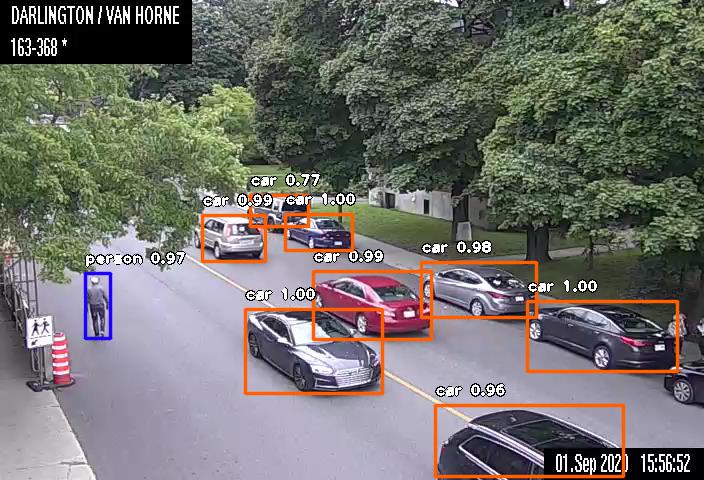 DARLINGTON / VAN HORNE
163-368 *
car 0.77
car 0.99
car 1.00
person 0.97
car 0.99
car 0.98
car 1.00
car 1.00
car 0.96
01.Sep 2020 15:56:52